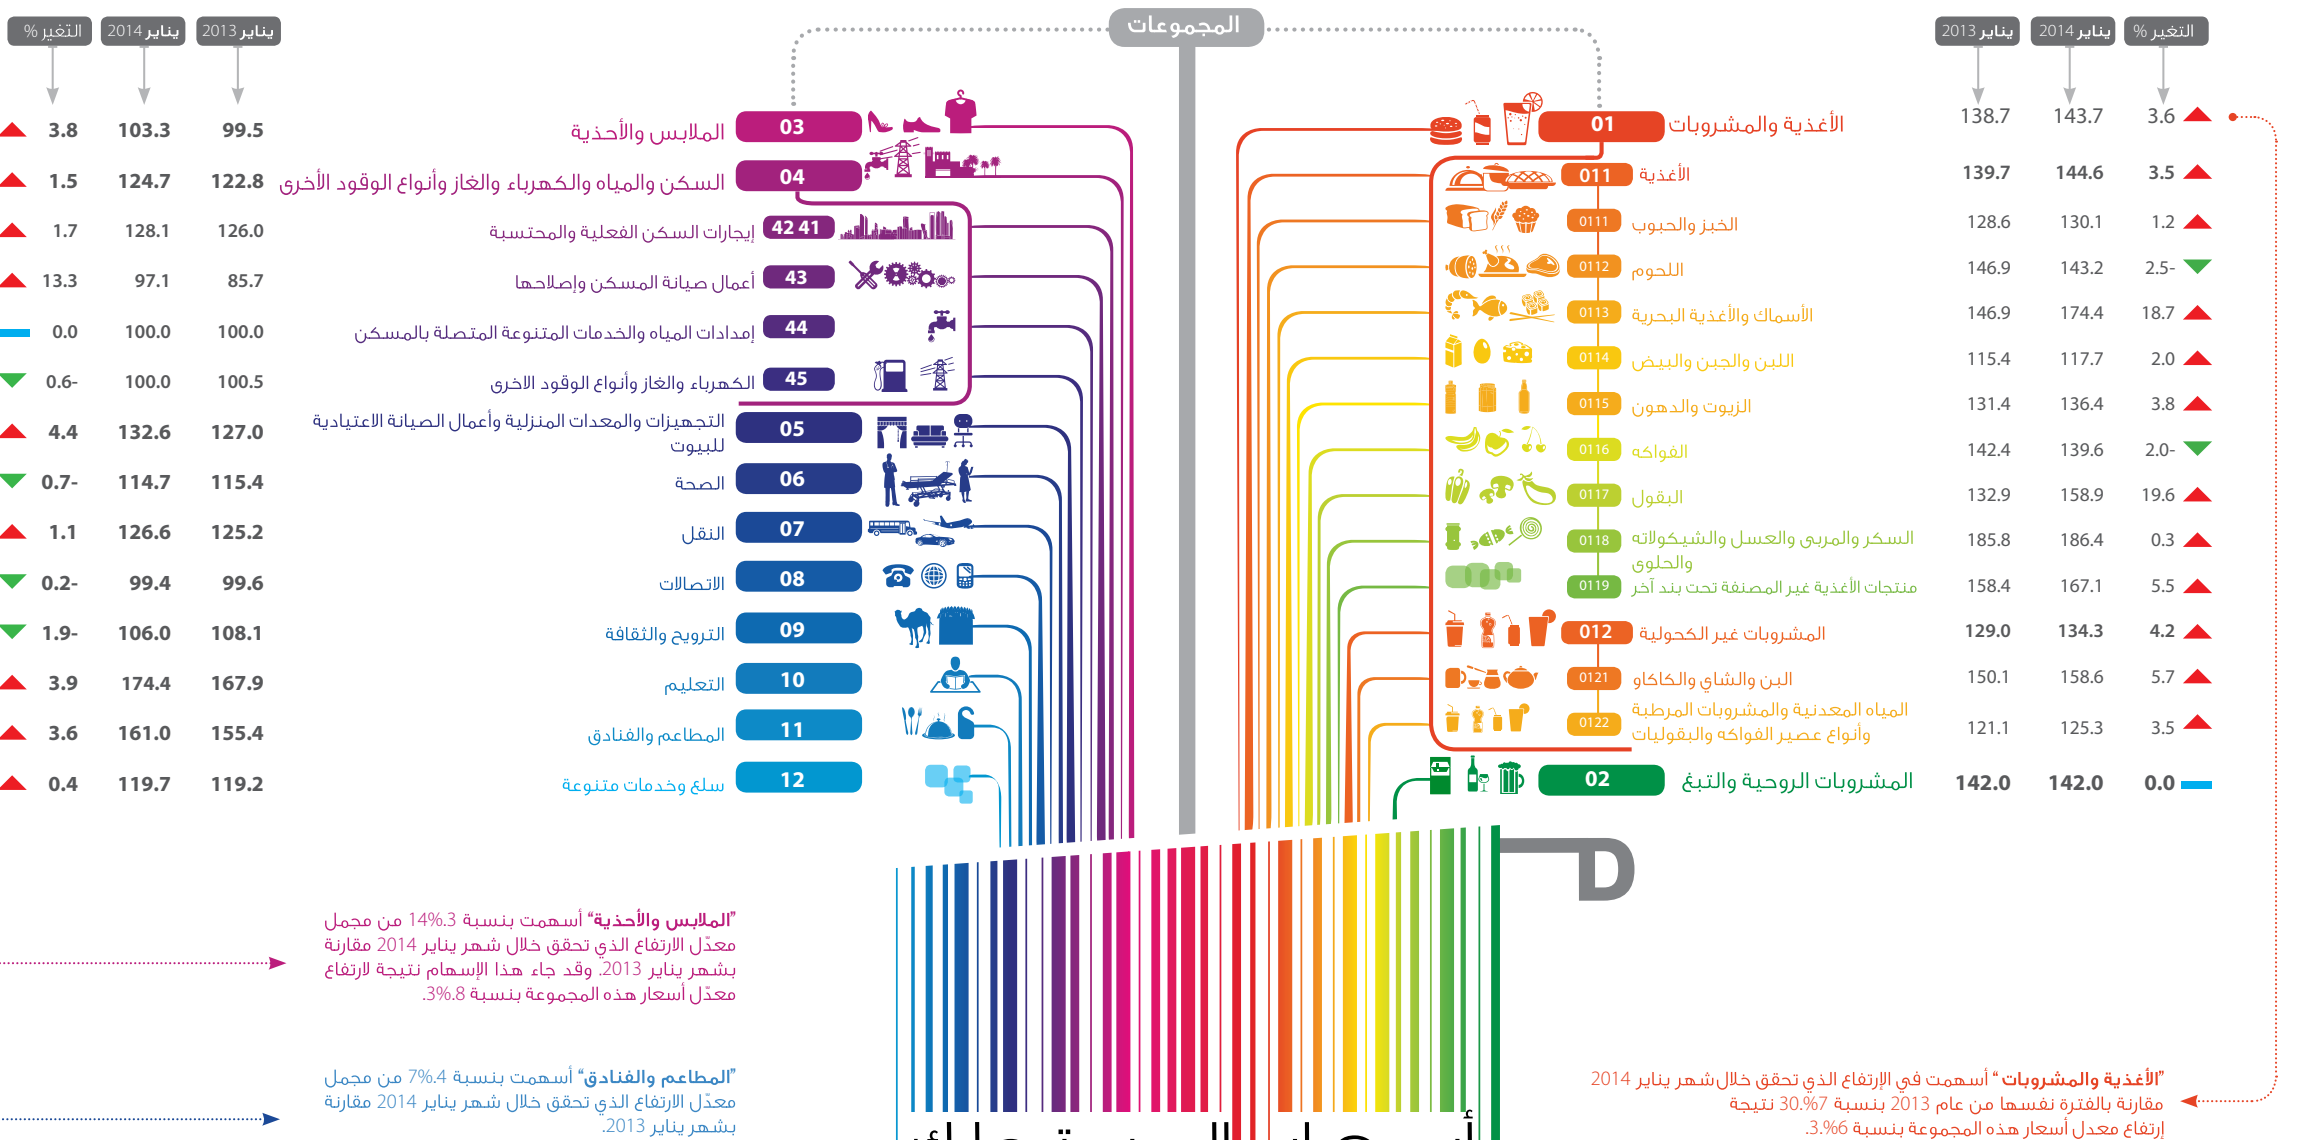 المجموعات
يناير 2013 يناير 2014 التغير %
01 الأغذية والمشروبات 138.7 143.7 3.6
011 الأغذية 139.7 144.6 3.5
0111 الخبز والحبوب 128.6 130.1 1.2
0112 اللحوم 146.9 143.2 2.5-
0113 الأسماك والأغذية البحرية 146.9 174.4 18.7
0114 اللبن والجبن والبيض 115.4 117.7 2.0
0115 الزيوت والدهون 131.4 136.4 3.8
0116 الفواكه 142.4 139.6 2.0-
0117 البقول 132.9 158.9 19.6
0118 السكر والمربى والعسل والشيكولاته 185.8 186.4 0.3
والحلوى
0119 منتجات الأغذية غير المصنفة تحت بند آخر 158.4 167.1 5.5
012 المشروبات غير الكحولية 129.0 134.3 4.2
0121 البن والشاي والكاكاو 150.1 158.6 5.7
0122 المياه المعدنية والمشروبات المرطبة
وأنواع عصير الفواكه والبقوليات 121.1 125.3 3.5
02 المشروبات الروحية والتبغ 142.0 142.0 0.0
يناير 2013 يناير 2014 التغير %
03 الملابس والأحذية 99.5 103.3 3.8
04 السكن والمياه والكهرباء والغاز وأنواع الوقود الأخرى 122.8 124.7 1.5
42 41 إيجارات السكن الفعلية والمحتسبة 126.0 128.1 1.7
43 أعمال صيانة المسكن وإصلاحها 85.7 97.1 13.3
44 إمدادات المياه والخدمات المتنوعة المتصلة بالمسكن 100.0 100.0 0.0
45 الكهرباء والغاز وأنواع الوقود الاخرى 100.5 100.0 0.6-
05 التجهيزات والمعدات المنزلية وأعمال الصيانة الاعتيادية 127.0 132.6 4.4
للبيوت
06 الصحة 115.4 114.7 0.7-
07 النقل 125.2 126.6 1.1
08 الاتصالات 99.6 99.4 0.2-
09 الترويح والثقافة 108.1 106.0 1.9-
10 التعليم 167.9 174.4 3.9
11 المطاعم والفنادق 155.4 161.0 3.6
12 سلع وخدمات متنوعة 119.2 119.7 0.4
"الأغذية والمشروبات" أسهمت في الإرتفاع الذي تحقق خلال شهر يناير 2014
مقارنة بالفترة نفسها من عام 2013 بنسبة 7%.30 نتيجة
إرتفاع معدل أسعار هذه المجموعة بنسبة 6%.3.
"الملابس والأحذية" أسهمت بنسبة 3.%14 من مجمل
معدّل الارتفاع الذي تحقق خلال شهر يناير 2014 مقارنة
بشهر يناير 2013. وقد جاء هذا الإسهام نتيجة لارتفاع
معدّل أسعار هذه المجموعة بنسبة 8.%3.
"المطاعم والفنادق" أسهمت بنسبة 4.%7 من مجمل
معدّل الارتفاع الذي تحقق خلال شهر يناير 2014 مقارنة
بشهر يناير 2013.